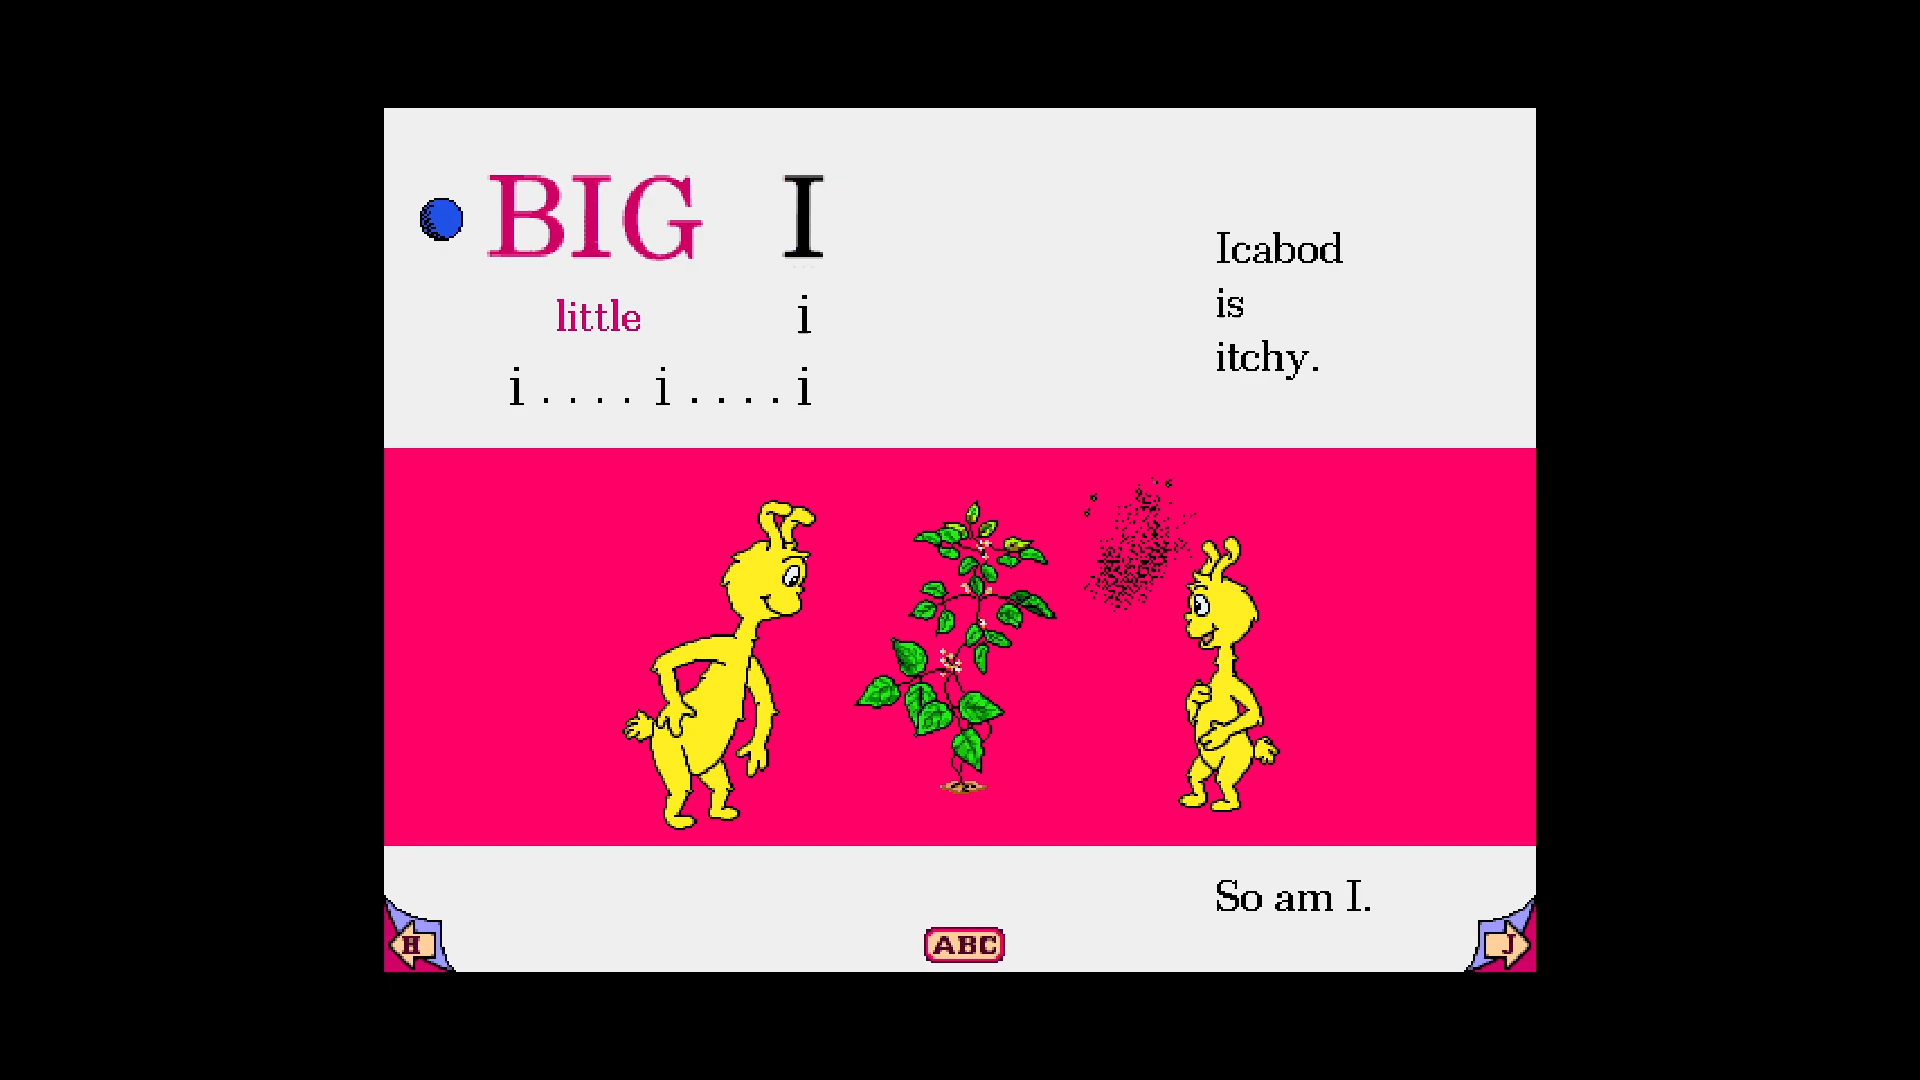 BIG I
little i
i....i....i
Icabod
is
itchy.
So am I.
H
ABC
J